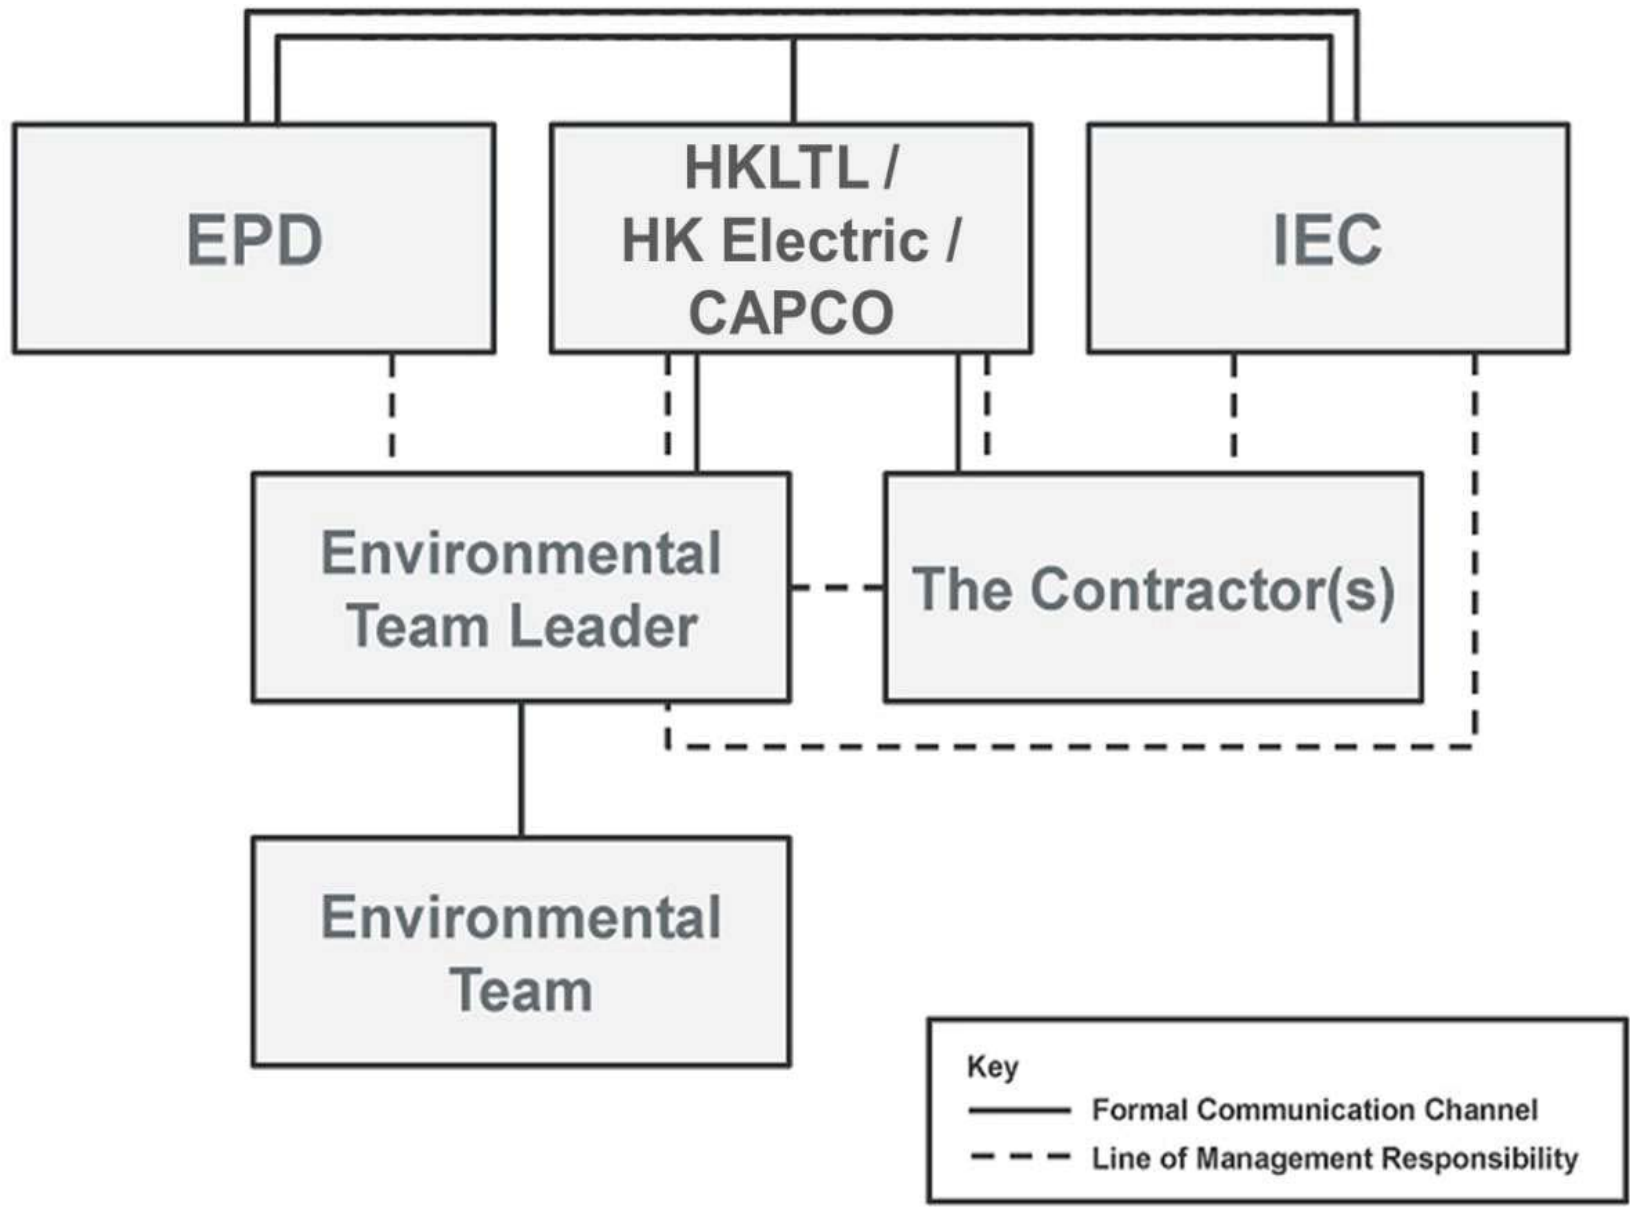 EPD
HKLTL /
HK Electric /
CAPCO
IEC
Environmental
Team Leader
The Contractor(s)
Environmental
Team
Key
Formal Communication Channel
Line of Management Responsibility